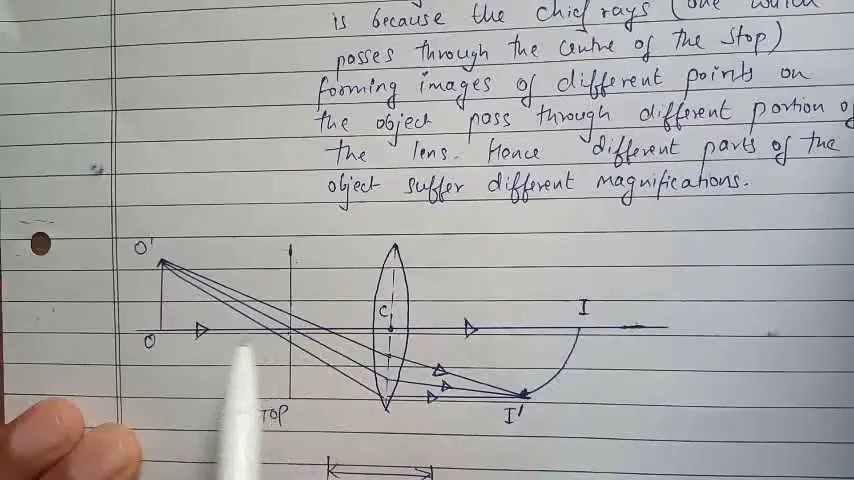 is because the chief rays (one which
passes through the centre of the stop)
forming images of different points on
the object pass through different portion of
the lens. Hence different parts of the
object suffer different magnifications.
O'
C
I
O
TOP
I'